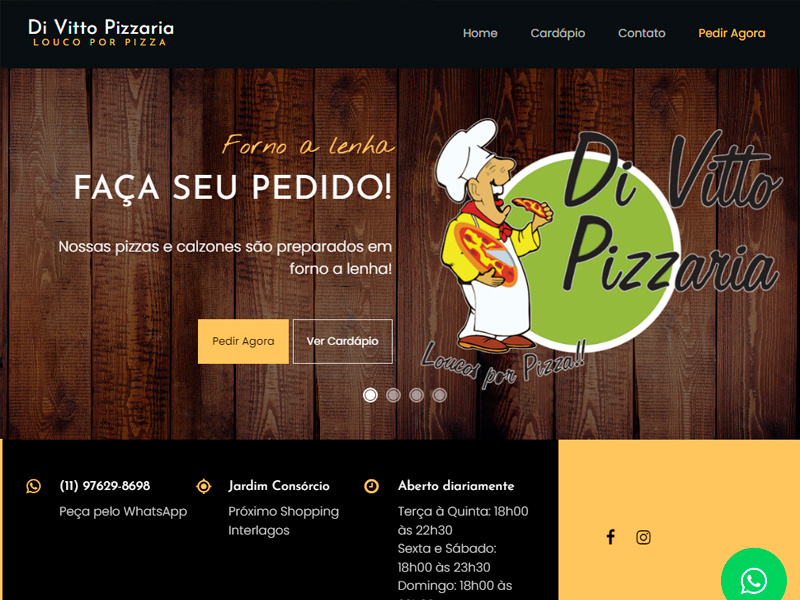 Di Vitto Pizzaria
LOUCO POR PIZZA
Home
Cardápio
Contato
Pedir Agora
Forno a lenha
FAÇA SEU PEDIDO!
Nossas pizzas e calzones são preparados em
forno a lenha!
Pedir Agora
Ver Cardápio
Di Vitto
Pizzaria
Loucos por Pizza!!
(11) 97629-8698
Peça pelo WhatsApp
Jardim Consórcio
Próximo Shopping
Interlagos
Aberto diariamente
Terça à Quinta: 18h00
às 22h30
Sexta e Sábado:
18h00 às 23h30
Domingo: 18h00 às